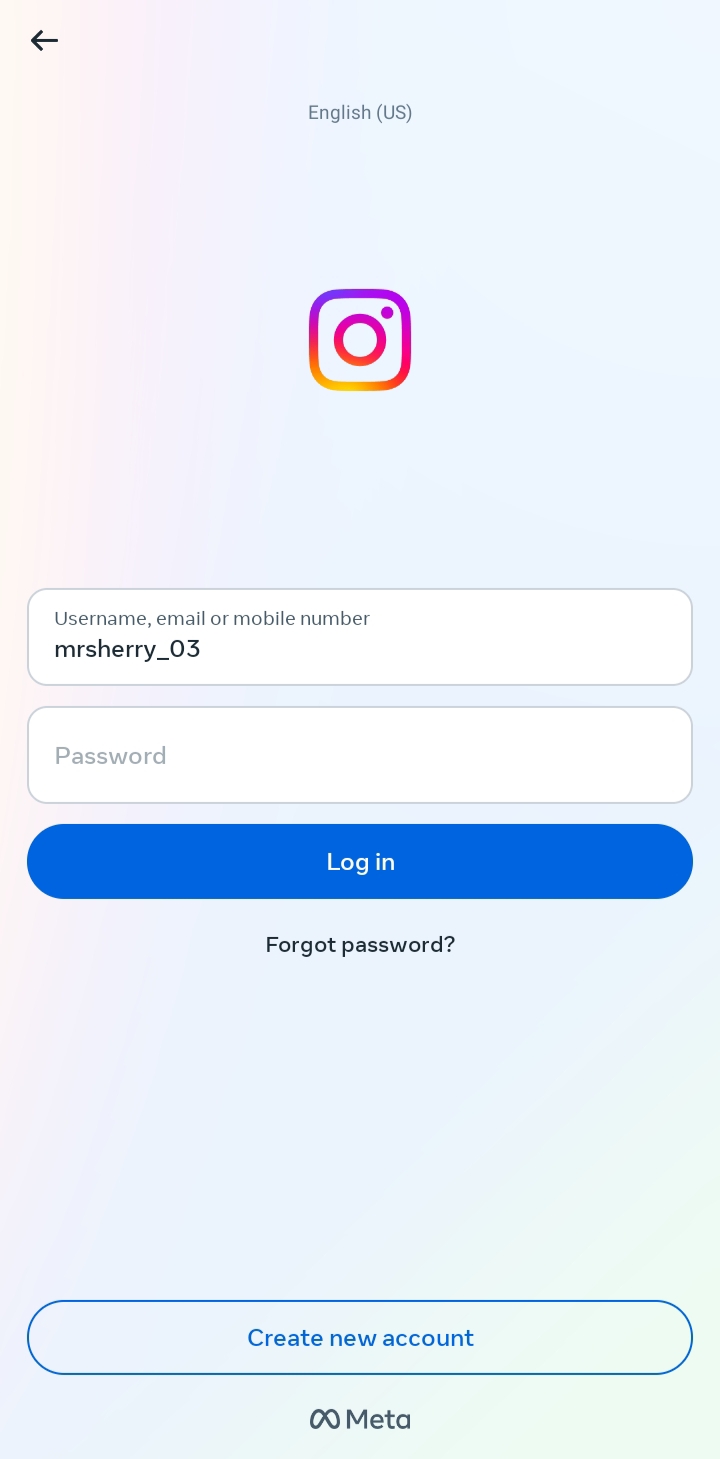 English (US)
Username, email or mobile number
mrsherry_03
Password
Log in
Forgot password?
Create new account
Meta